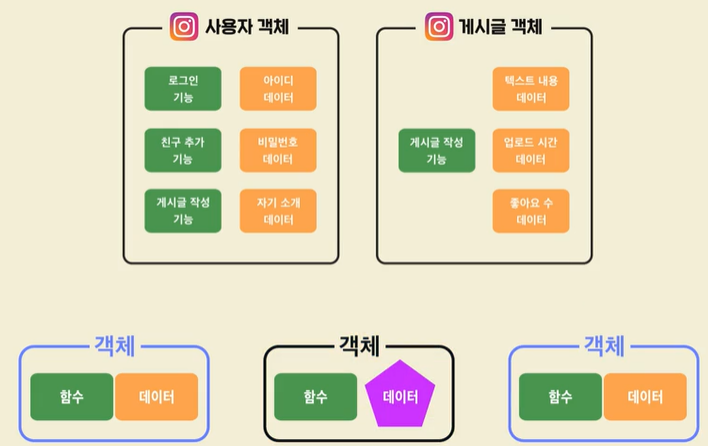 사용자 객체
로그인
기능
아이디
데이터
친구 추가
기능
비밀번호
데이터
게시글 작성
기능
자기 소개
데이터
게시글 객체
텍스트 내용
데이터
게시글 작성
기능
업로드 시간
데이터
좋아요 수
데이터
객체
함수
데이터
객체
함수
데이터
객체
함수
데이터